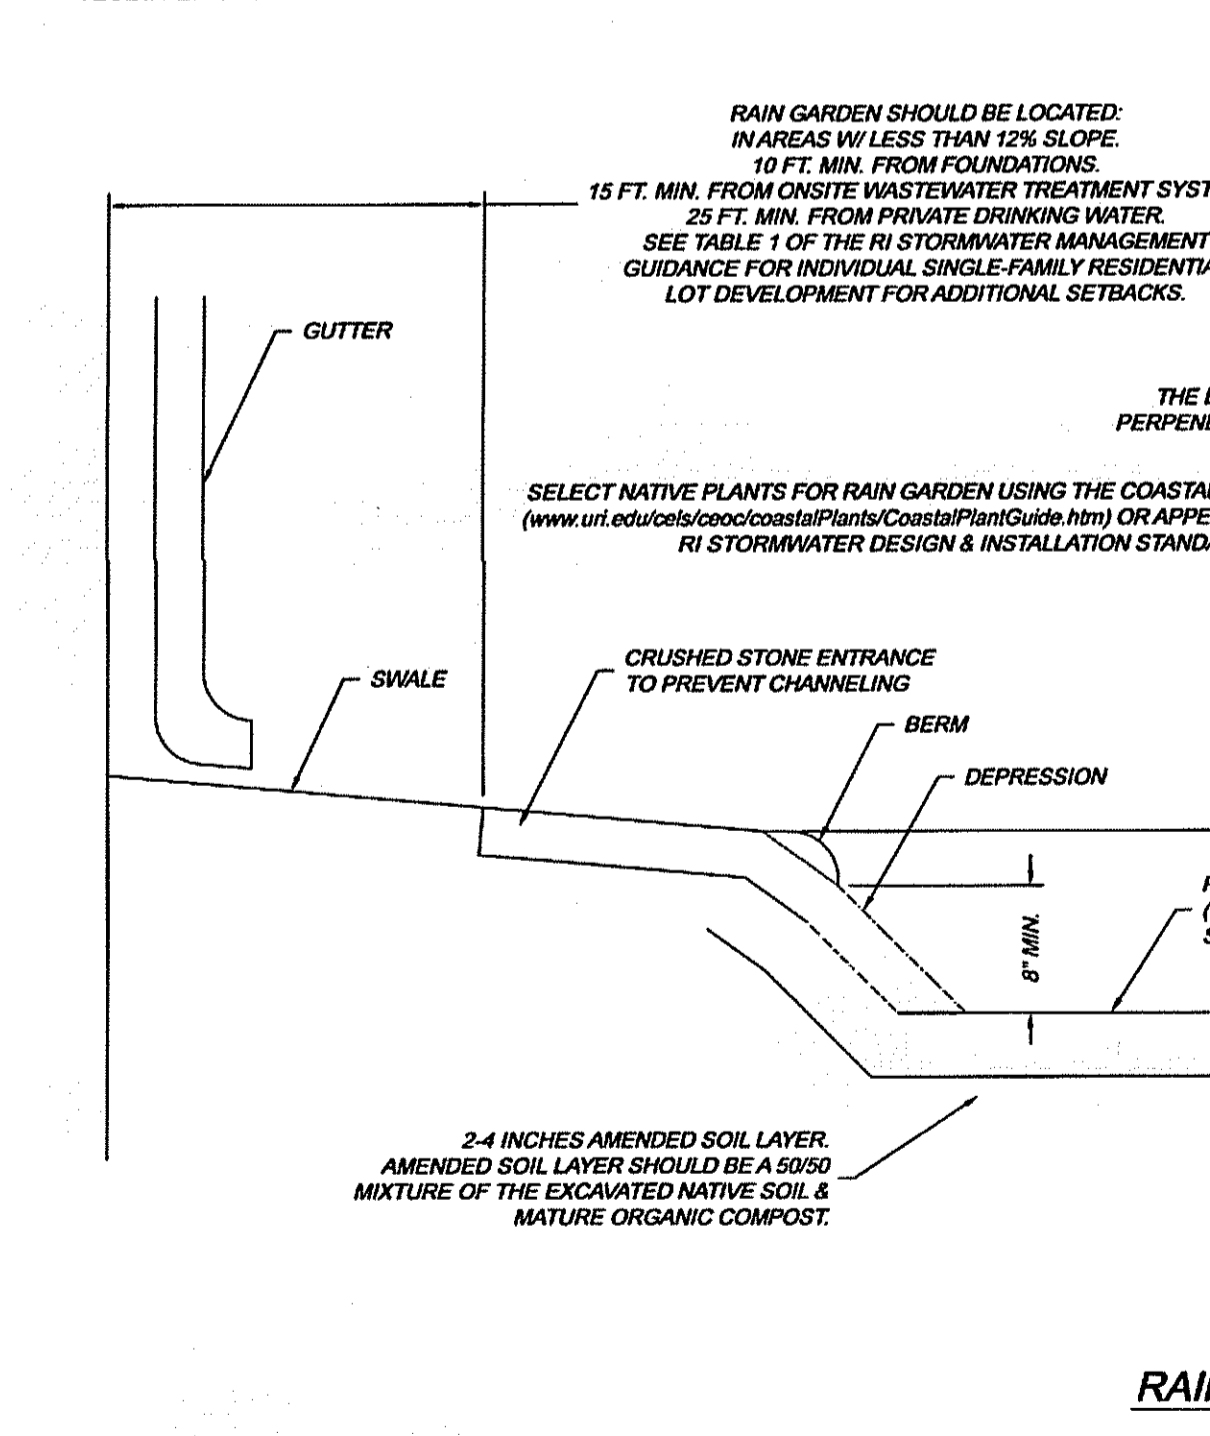 RAIN GARDEN SHOULD BE LOCATED:
IN AREAS W/ LESS THAN 12% SLOPE.
10 FT. MIN. FROM FOUNDATIONS.
15 FT. MIN. FROM ONSITE WASTEWATER TREATMENT SYST
25 FT. MIN. FROM PRIVATE DRINKING WATER.
SEE TABLE 1 OF THE RI STORMWATER MANAGEMENT
GUIDANCE FOR INDIVIDUAL SINGLE-FAMILY RESIDENTIA
LOT DEVELOPMENT FOR ADDITIONAL SETBACKS.
GUTTER
THE
PERPEN
SELECT NATIVE PLANTS FOR RAIN GARDEN USING THE COASTAL
(www.uri.edu/cels/ceoc/coastalPlants/CoastalPlantGuide.htm) OR APPE
RI STORMWATER DESIGN & INSTALLATION STANDA
CRUSHED STONE ENTRANCE
TO PREVENT CHANNELING
SWALE
BERM
DEPRESSION
8" MIN.
2-4 INCHES AMENDED SOIL LAYER.
AMENDED SOIL LAYER SHOULD BE A 50/50
MIXTURE OF THE EXCAVATED NATIVE SOIL &
MATURE ORGANIC COMPOST.
RAI